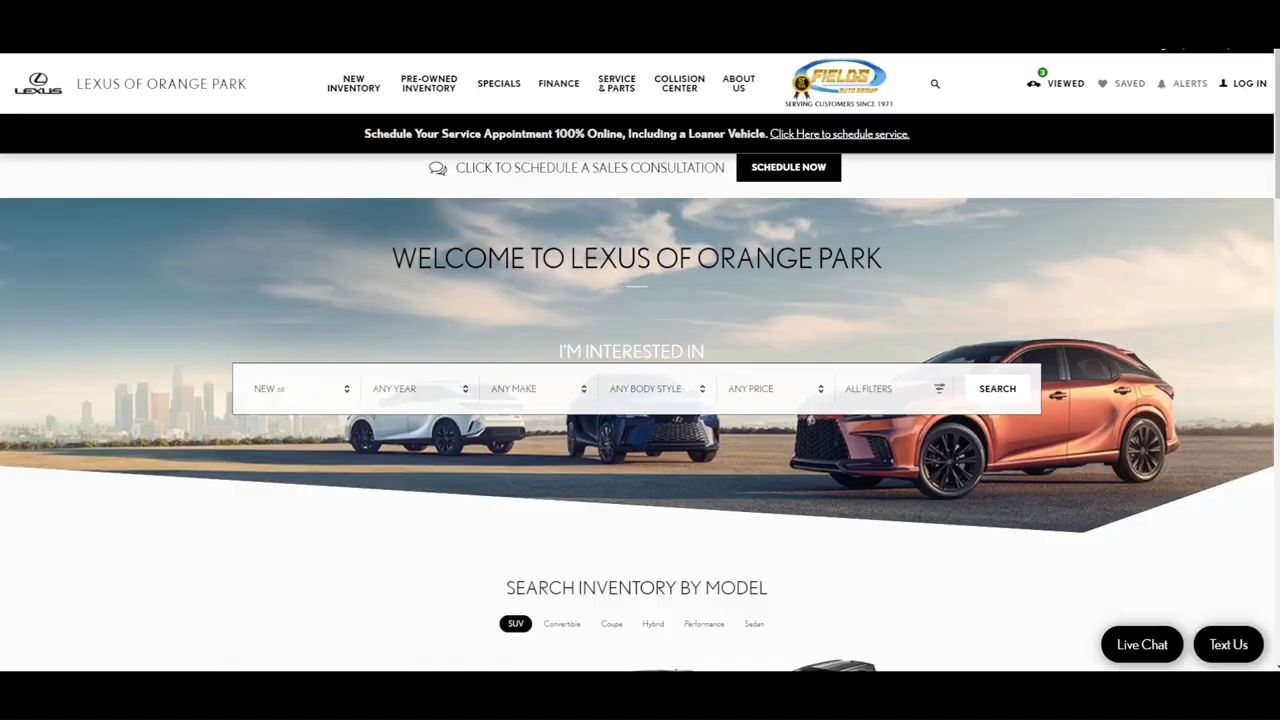 LEXUS
LEXUS OF ORANGE PARK
NEW
INVENTORY
PRE-OWNED
INVENTORY
SPECIALS
FINANCE
SERVICE
& PARTS
COLLISION
CENTER
ABOUT
US
FIELDS
AUTO GROUP
SERVING CUSTOMERS SINCE 1971
3
VIEWED
SAVED
ALERTS
LOG IN
Schedule Your Service Appointment 100% Online, Including a Loaner Vehicle. Click Here to schedule service.
CLICK TO SCHEDULE A SALES CONSULTATION
SCHEDULE NOW
WELCOME TO LEXUS OF ORANGE PARK
I'M INTERESTED IN
NEW 68
ANY YEAR
ANY MAKE
ANY BODY STYLE
ANY PRICE
ALL FILTERS
SEARCH
SEARCH INVENTORY BY MODEL
SUV
Convertible
Coupe
Hybrid
Performance
Sedan
Live Chat
Text Us